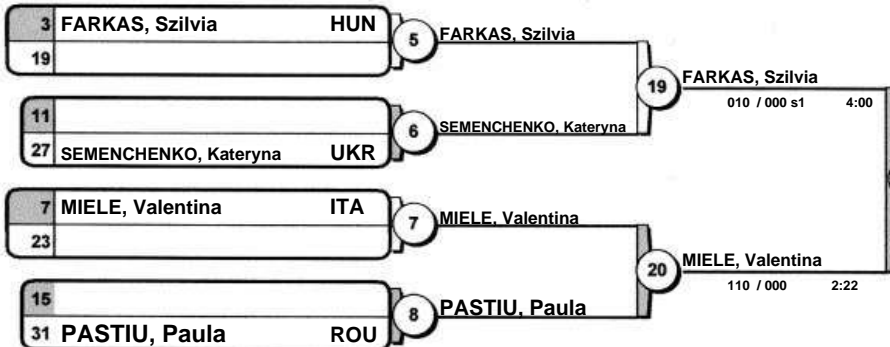 3 FARKAS, Szilvia HUN
19
5 FARKAS, Szilvia
11
27 SEMENCHENKO, Kateryna UKR
6 SEMENCHENKO, Kateryna
19 FARKAS, Szilvia
010 / 000 s1 4:00
7 MIELE, Valentina ITA
23
7 MIELE, Valentina
15
31 PASTIU, Paula ROU
8 PASTIU, Paula
20 MIELE, Valentina
110 / 000 2:22